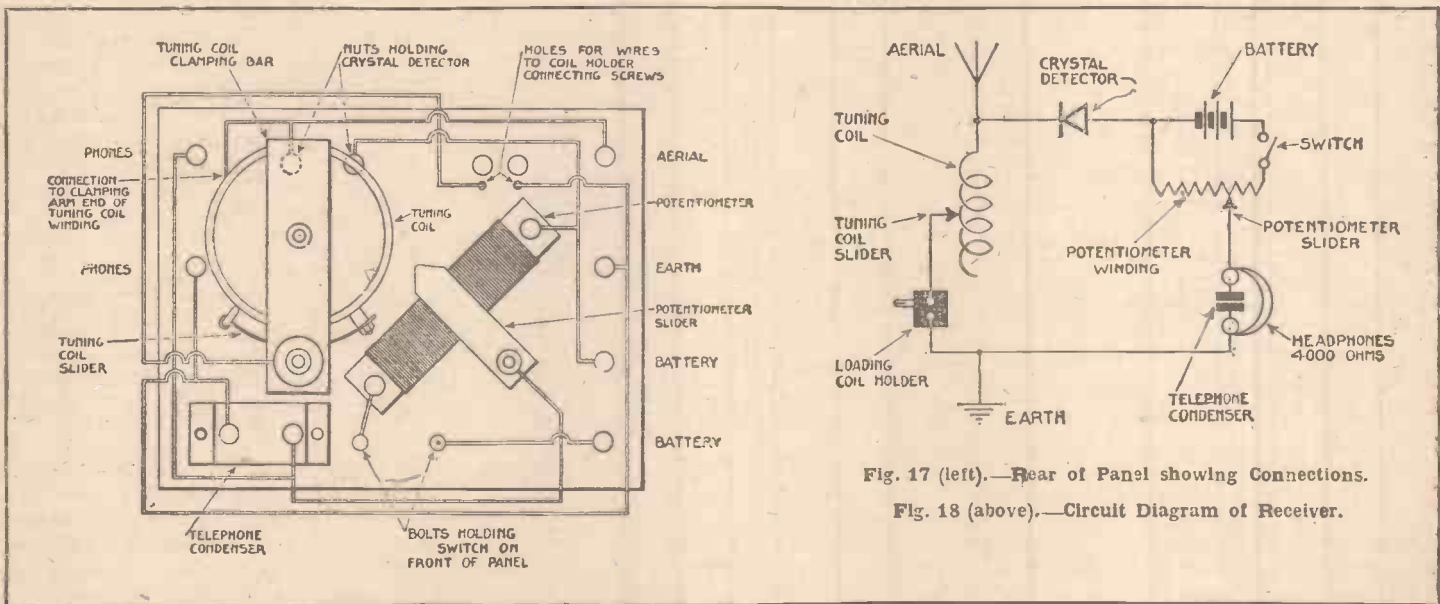 TUNING COIL
CLAMPING BAR
NUTS HOLDING
CRYSTAL DETECTOR
HOLES FOR WIRES
TO COIL HOLDER
CONNECTING SCREWS
PHONES
CONNECTION
TO CLAMPING
ARM END OF
TUNING COIL
WINDING
PHONES
TUNING
COIL
SLIDER
TUNING
COIL
AERIAL
POTENTIOMETER
EARTH
POTENTIOMETER
SLIDER
BATTERY
BATTERY
TELEPHONE
CONDENSER
BOLTS HOLDING
SWITCH ON
FRONT OF PANEL
AERIAL
CRYSTAL
DETECTOR
BATTERY
TUNING
COIL
SWITCH
TUNING
COIL
SLIDER
POTENTIOMETER
WINDING
POTENTIOMETER
SLIDER
LOADING
COIL HOLDER
HEADPHONES
4000 OHMS
TELEPHONE
CONDENSER
EARTH
Fig. 17 (left).—Rear of Panel showing Connections.
Fig. 18 (above).—Circuit Diagram of Receiver.